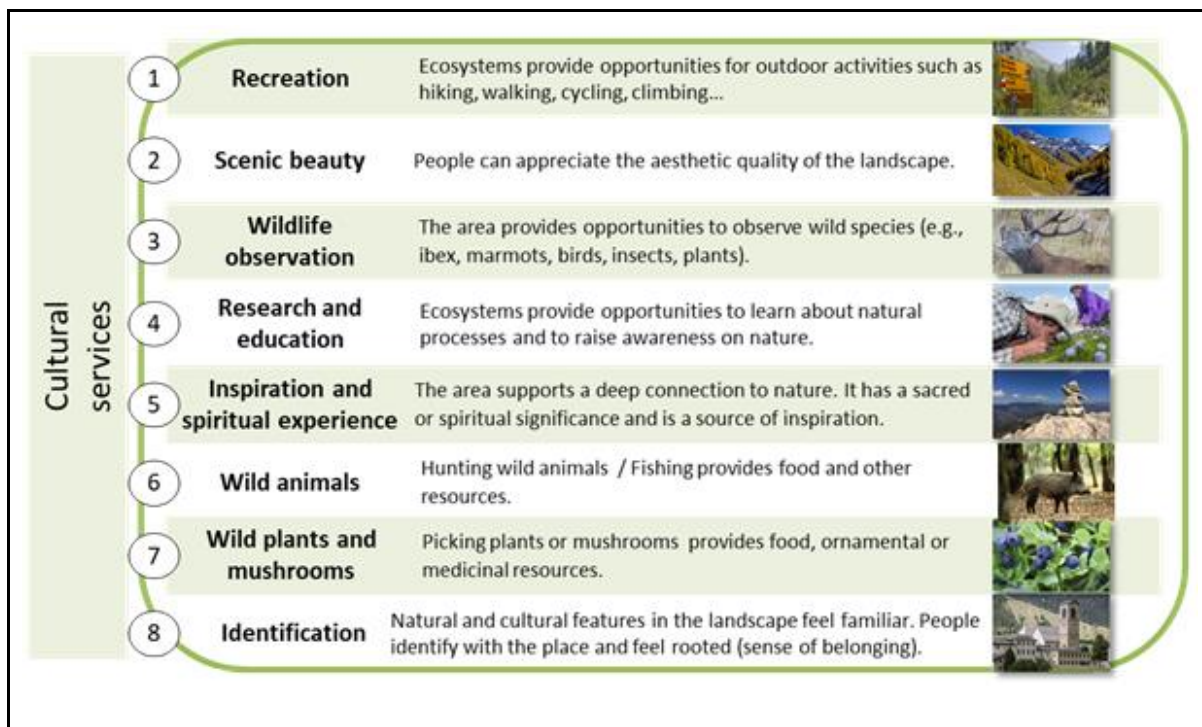 Cultural
services
1
Recreation
Ecosystems provide opportunities for outdoor activities such as
hiking, walking, cycling, climbing...
2
Scenic beauty
People can appreciate the aesthetic quality of the landscape.
3
Wildlife
observation
The area provides opportunities to observe wild species (e.g.,
ibex, marmots, birds, insects, plants).
4
Research and
education
Ecosystems provide opportunities to learn about natural
processes and to raise awareness on nature.
5
Inspiration and
spiritual experience
The area supports a deep connection to nature. It has a sacred
or spiritual significance and is a source of inspiration.
6
Wild animals
Hunting wild animals / Fishing provides food and other
resources.
7
Wild plants and
mushrooms
Picking plants or mushrooms provides food, ornamental or
medicinal resources.
8
Identification
Natural and cultural features in the landscape feel familiar. People
identify with the place and feel rooted (sense of belonging).